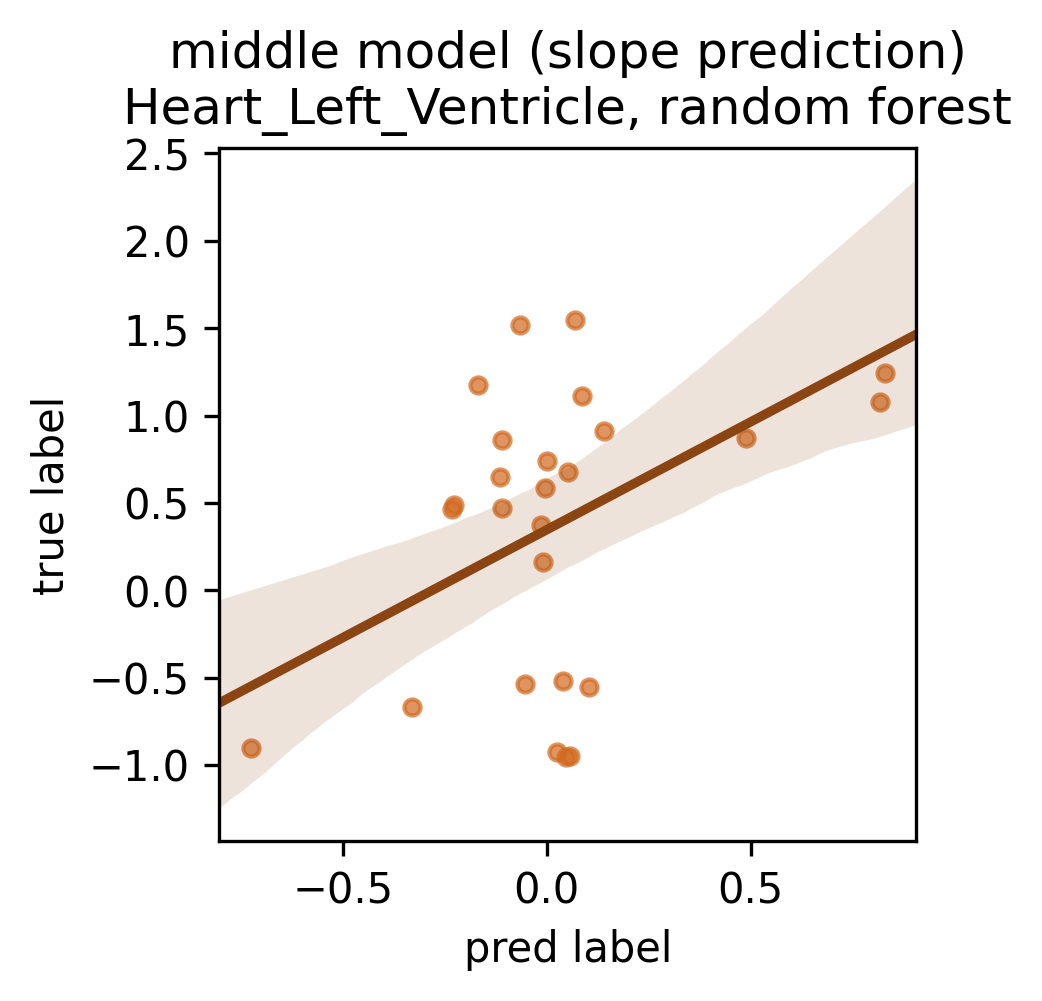 middle model (slope prediction)
Heart_Left_Ventricle, random forest
2.5
2.0
1.5
1.0
0.5
0.0
−0.5
−1.0
true label
−0.5 0.0 0.5
pred label